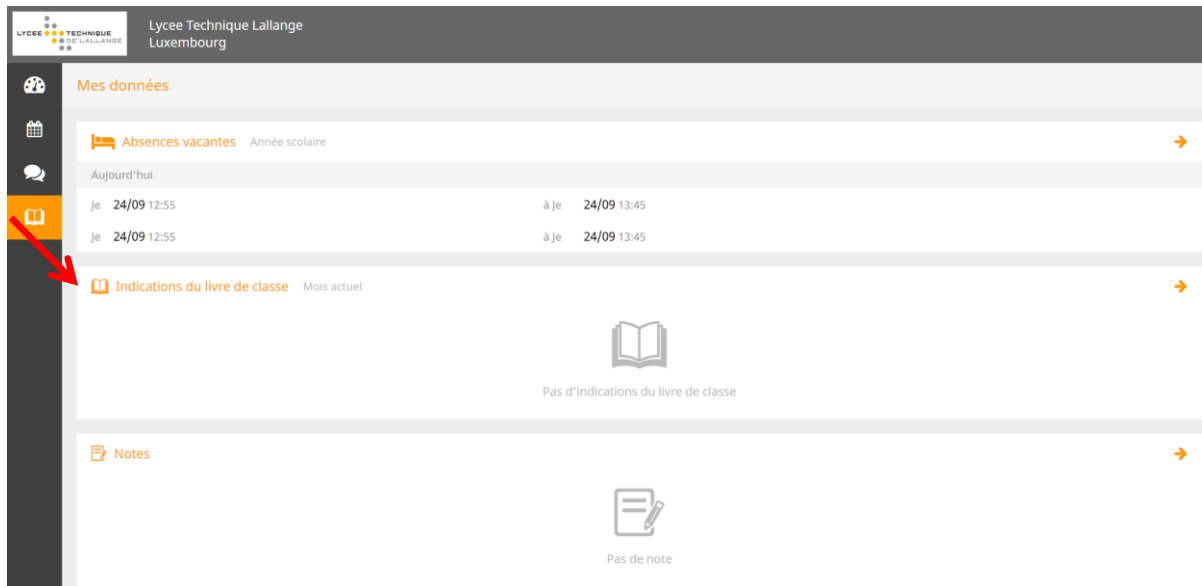 LYCEE TECHNIQUE
DE LALLANGE
Lycee Technique Lallange
Luxembourg
Mes données
Absences vacantes Année scolaire
Aujourd'hui
Je 24/09 12:55 à Je 24/09 13:45
Je 24/09 12:55 à Je 24/09 13:45
Indications du livre de classe Mois actuel
Pas d'indications du livre de classe
Notes
Pas de note